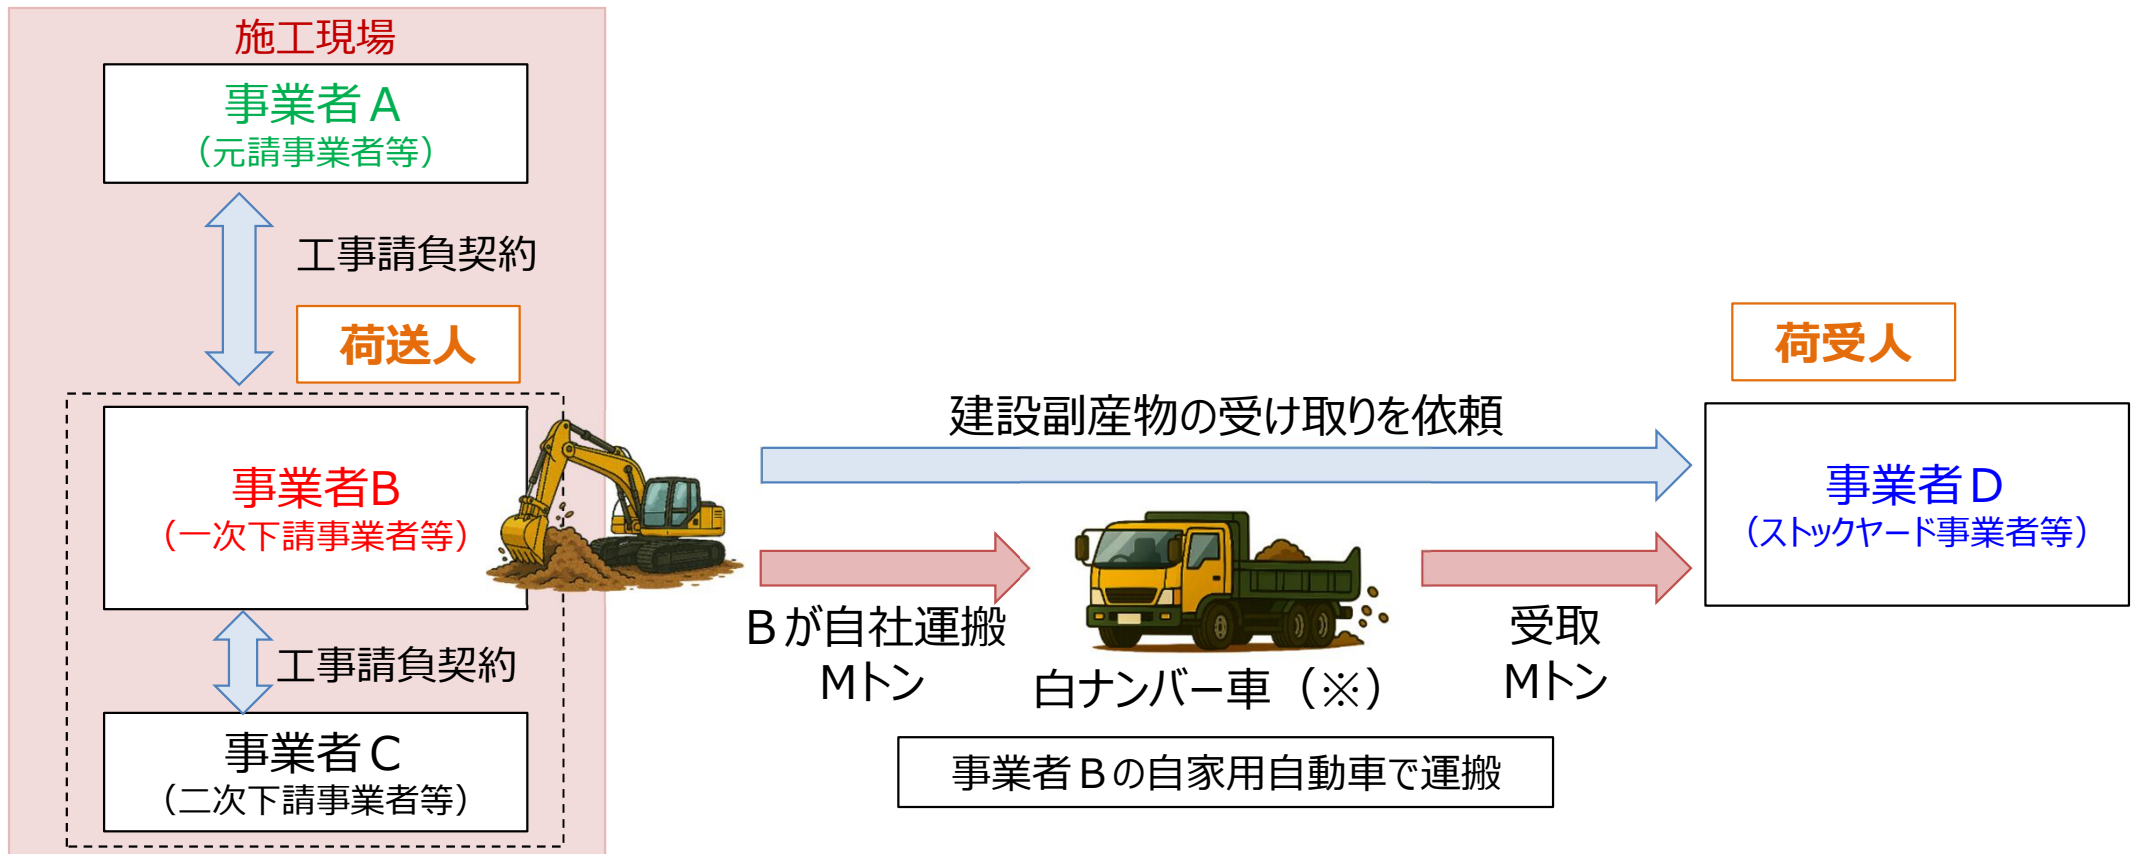 施工現場
事業者A
（元請事業者等）
工事請負契約
荷送人
事業者B
（一次下請事業者等）
工事請負契約
事業者C
（二次下請事業者等）
建設副産物の受け取りを依頼
Bが自社運搬
Mトン
白ナンバー車（※）
事業者Bの自家用自動車で運搬
受取
Mトン
荷受人
事業者D
（ストックヤード事業者等）